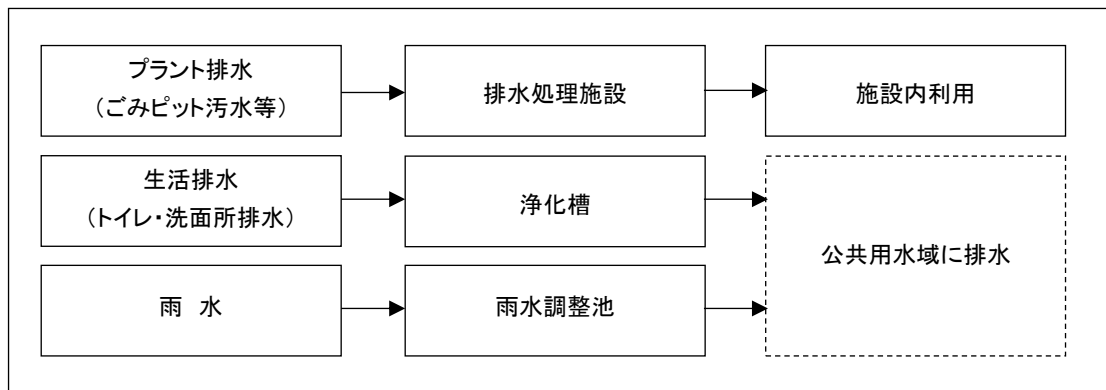 プラント排水
（ごみピット汚水等）
排水処理施設
施設内利用
生活排水
（トイレ・洗面所排水）
浄化槽
公共用水域に排水
雨　水
雨水調整池